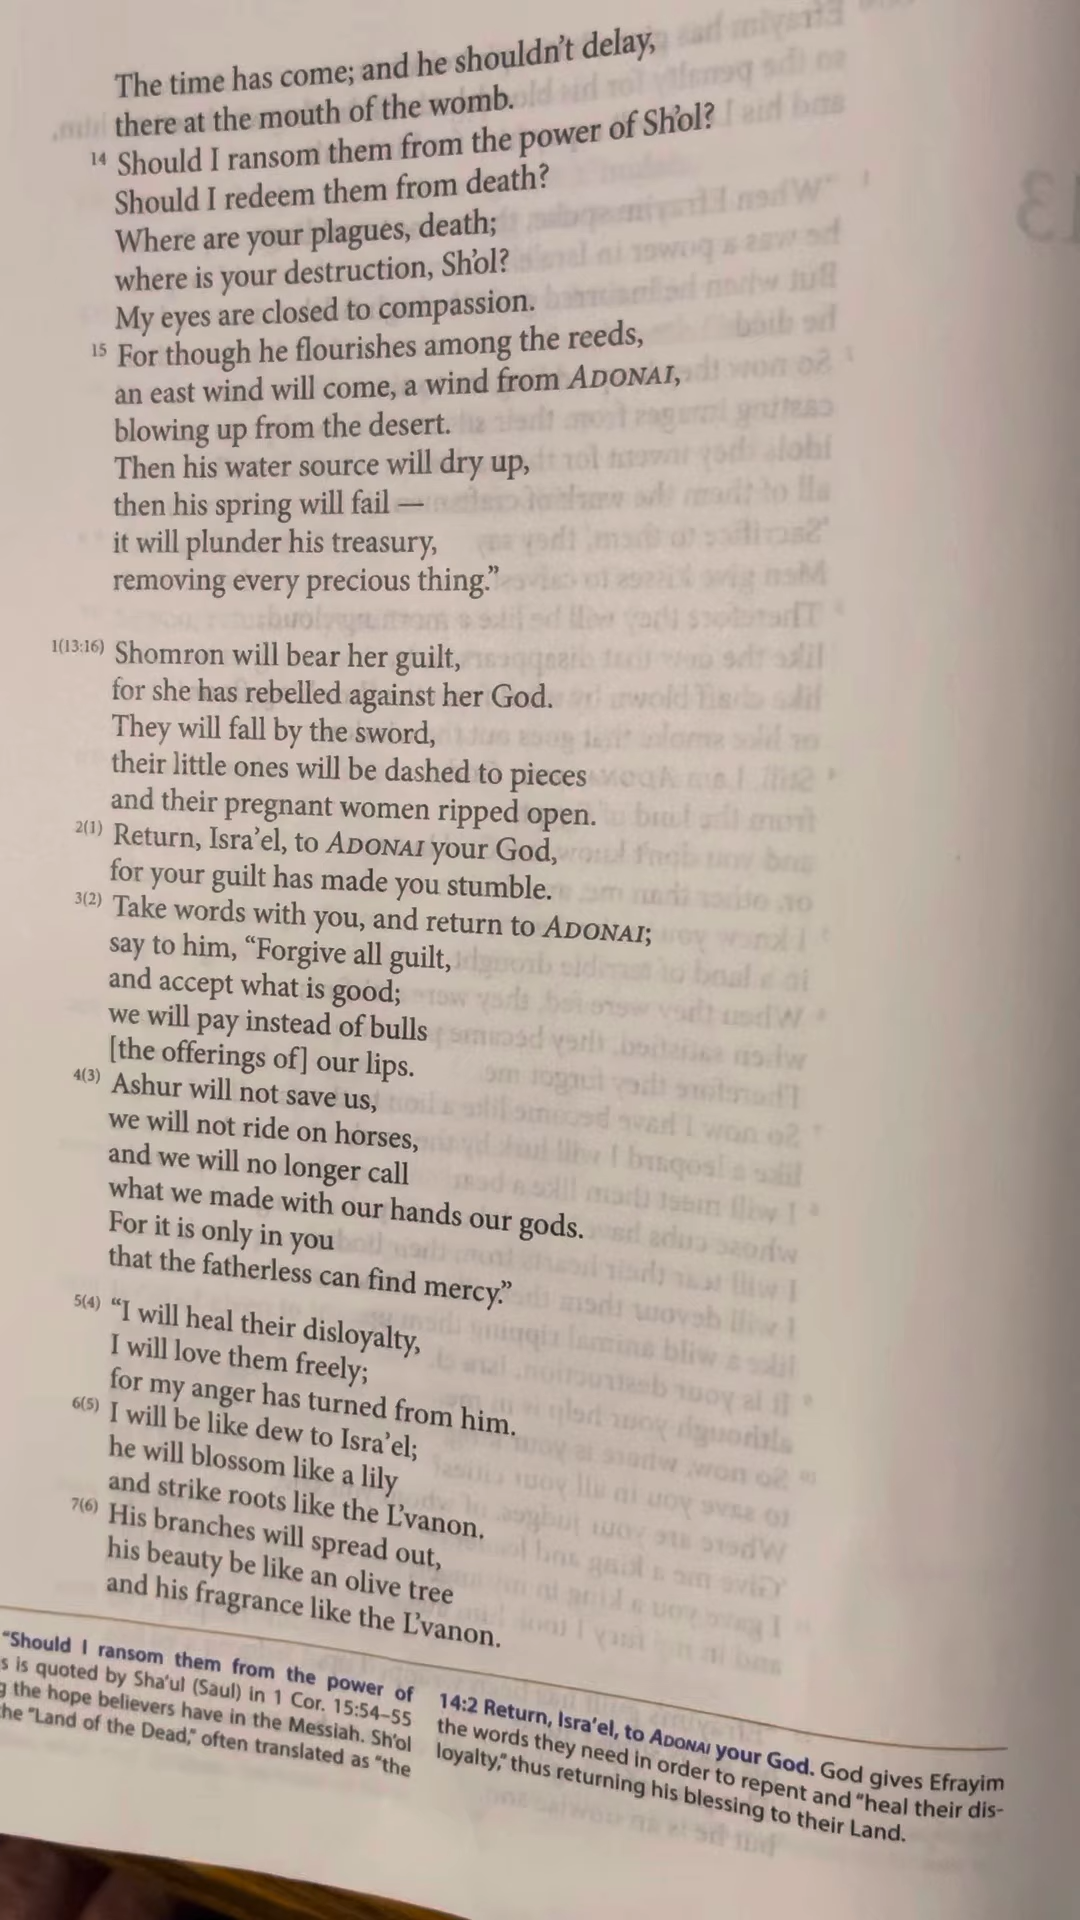 The time has come; and he shouldn't delay,
there at the mouth of the womb.
14 Should I ransom them from the power of Sh'ol?
Should I redeem them from death?
Where are your plagues, death;
where is your destruction, Sh'ol?
My eyes are closed to compassion.
15 For though he flourishes among the reeds,
an east wind will come, a wind from ADONAI,
blowing up from the desert.
Then his water source will dry up,
then his spring will fail —
it will plunder his treasury,
removing every precious thing.”
1(13:16) Shomron will bear her guilt,
for she has rebelled against her God.
They will fall by the sword,
their little ones will be dashed to pieces
and their pregnant women ripped open.
2(1) Return, Isra'el, to ADONAI your God,
for your guilt has made you stumble.
3(2) Take words with you, and return to ADONAI;
say to him, “Forgive all guilt,
and accept what is good;
we will pay instead of bulls
[the offerings of] our lips.
4(3) Ashur will not save us,
we will not ride on horses,
and we will no longer call
what we made with our hands our gods.
For it is only in you
that the fatherless can find mercy.”
5(4) “I will heal their disloyalty,
I will love them freely;
for my anger has turned from him.
6(5) I will be like dew to Isra'el;
he will blossom like a lily
and strike roots like the L'vanon.
7(6) His branches will spread out,
his beauty be like an olive tree
and his fragrance like the L'vanon.
“Should I ransom them from the power of
s is quoted by Sha'ul (Saul) in 1 Cor. 15:54–55
g the hope believers have in the Messiah. Sh'ol
the “Land of the Dead,” often translated as “the
14:2 Return, Isra'el, to ADONAI your God. God gives Efrayim
the words they need in order to repent and “heal their dis-
loyalty,” thus returning his blessing to their Land.